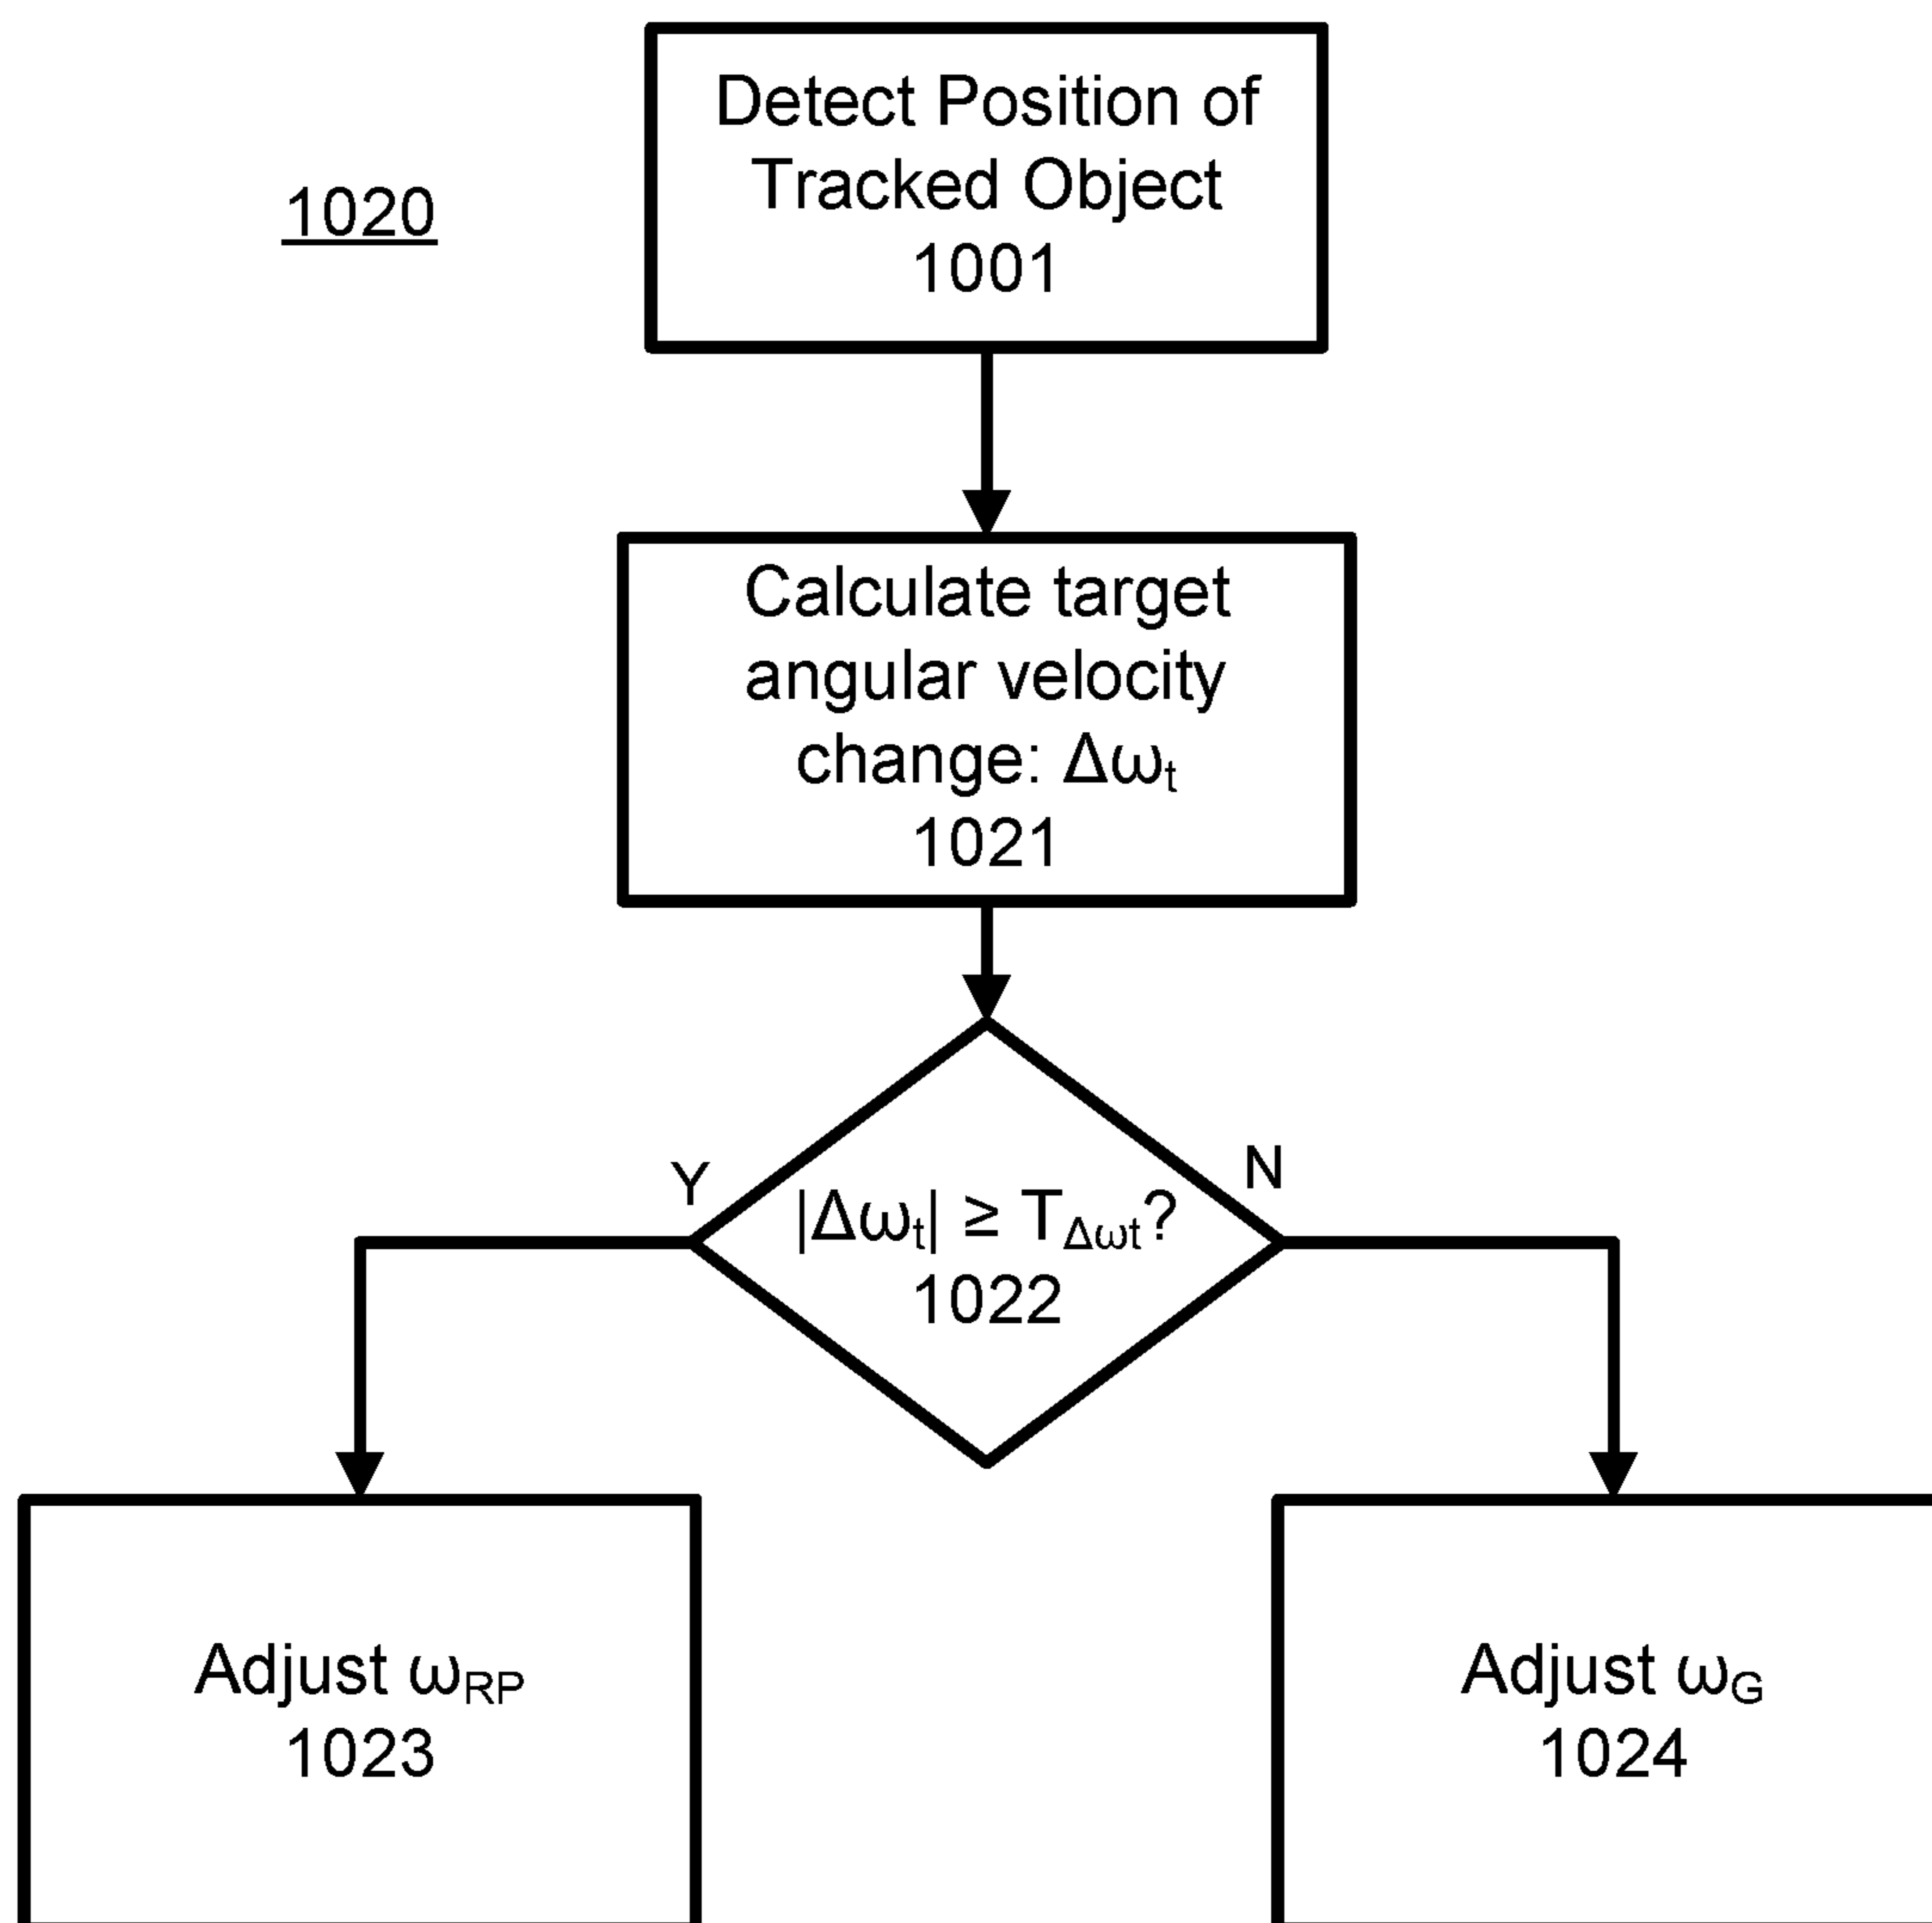 1020
Detect Position of
Tracked Object
1001
Calculate target
angular velocity
change: Δωt
1021
Y
N
|Δωt| ≥ TΔωt?
1022
Adjust ωRP
1023
Adjust ωG
1024